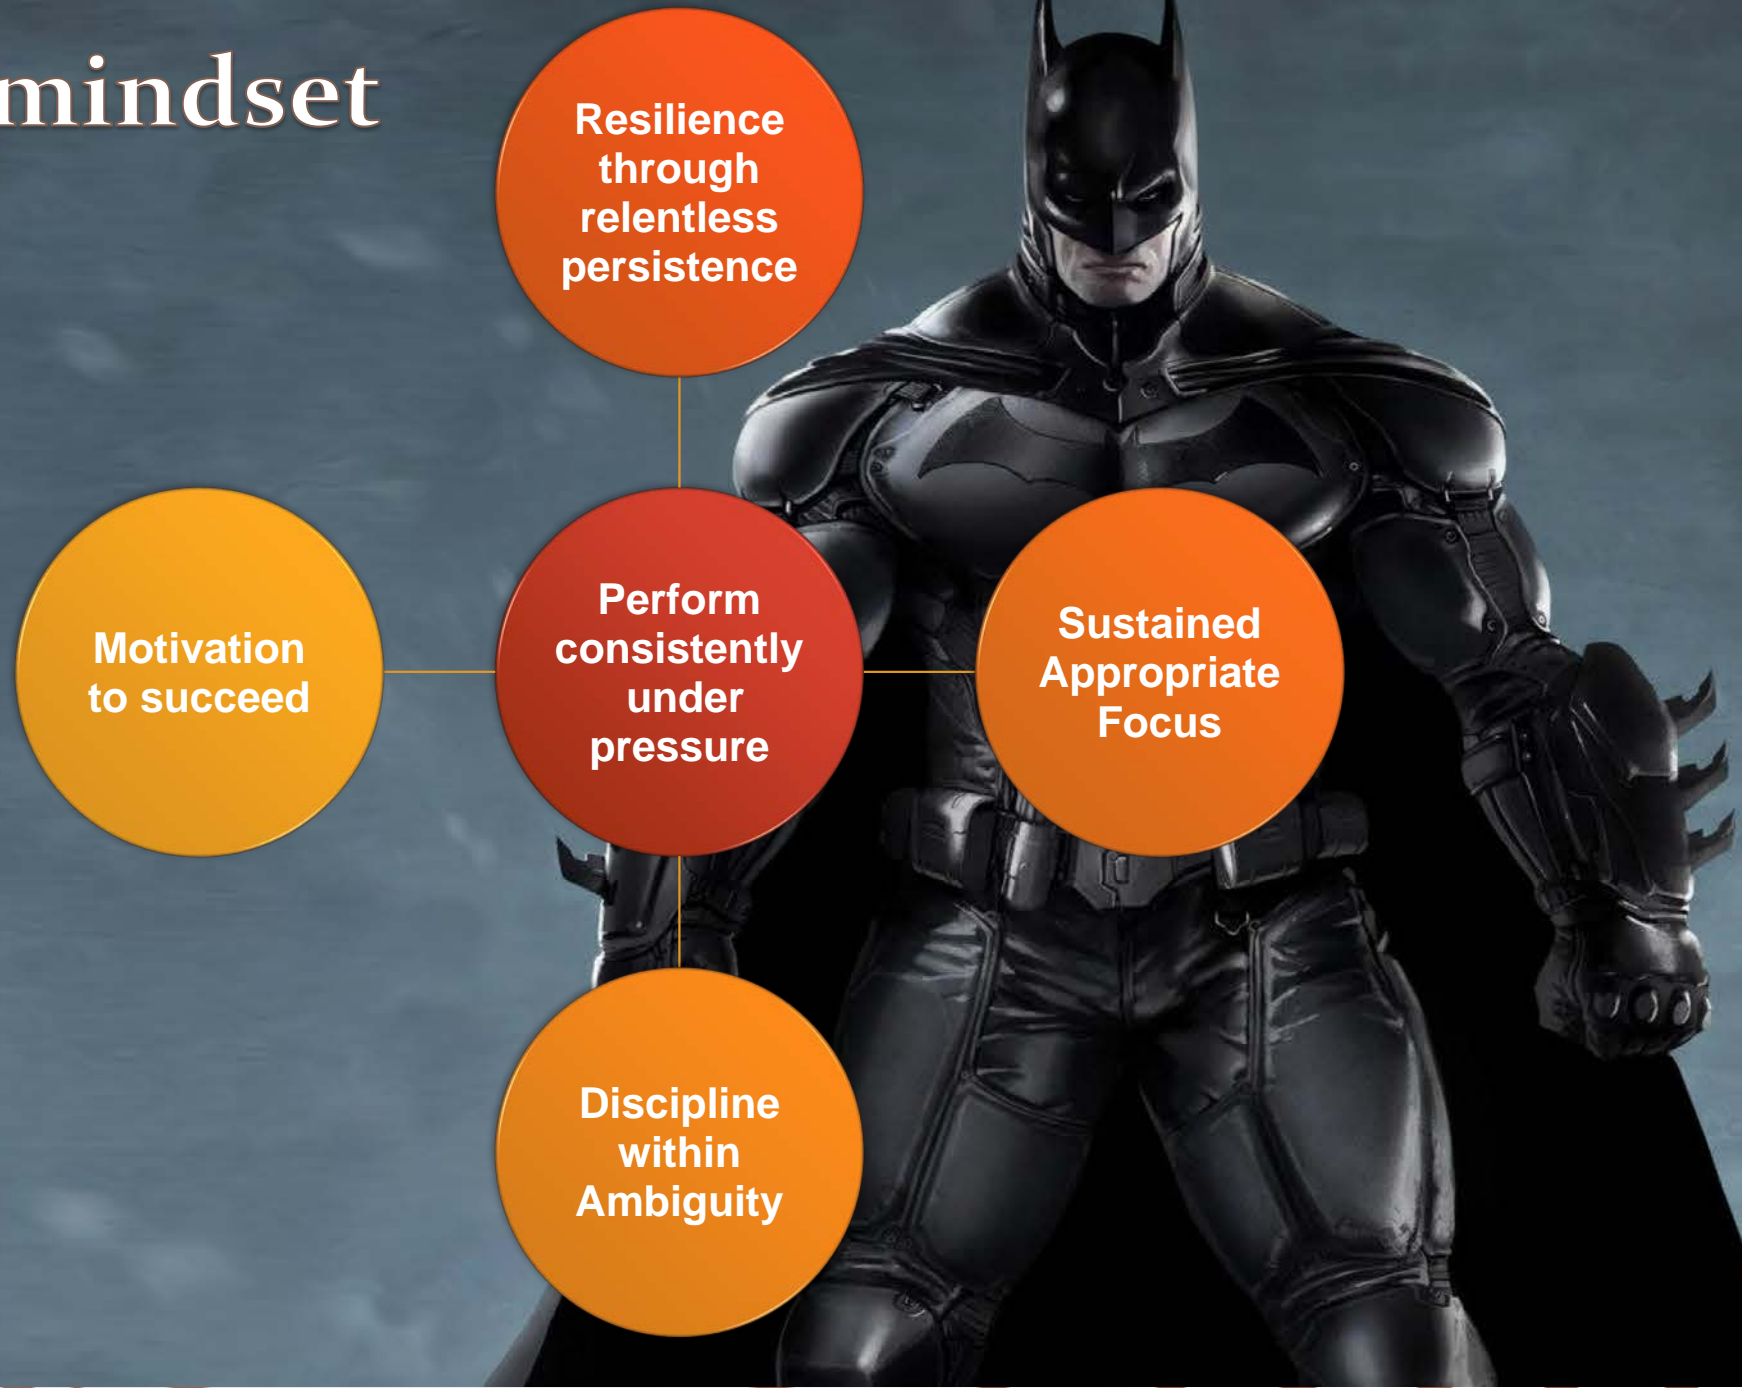 mindset
Resilience
through
relentless
persistence
Motivation
to succeed
Perform
consistently
under
pressure
Sustained
Appropriate
Focus
Discipline
within
Ambiguity